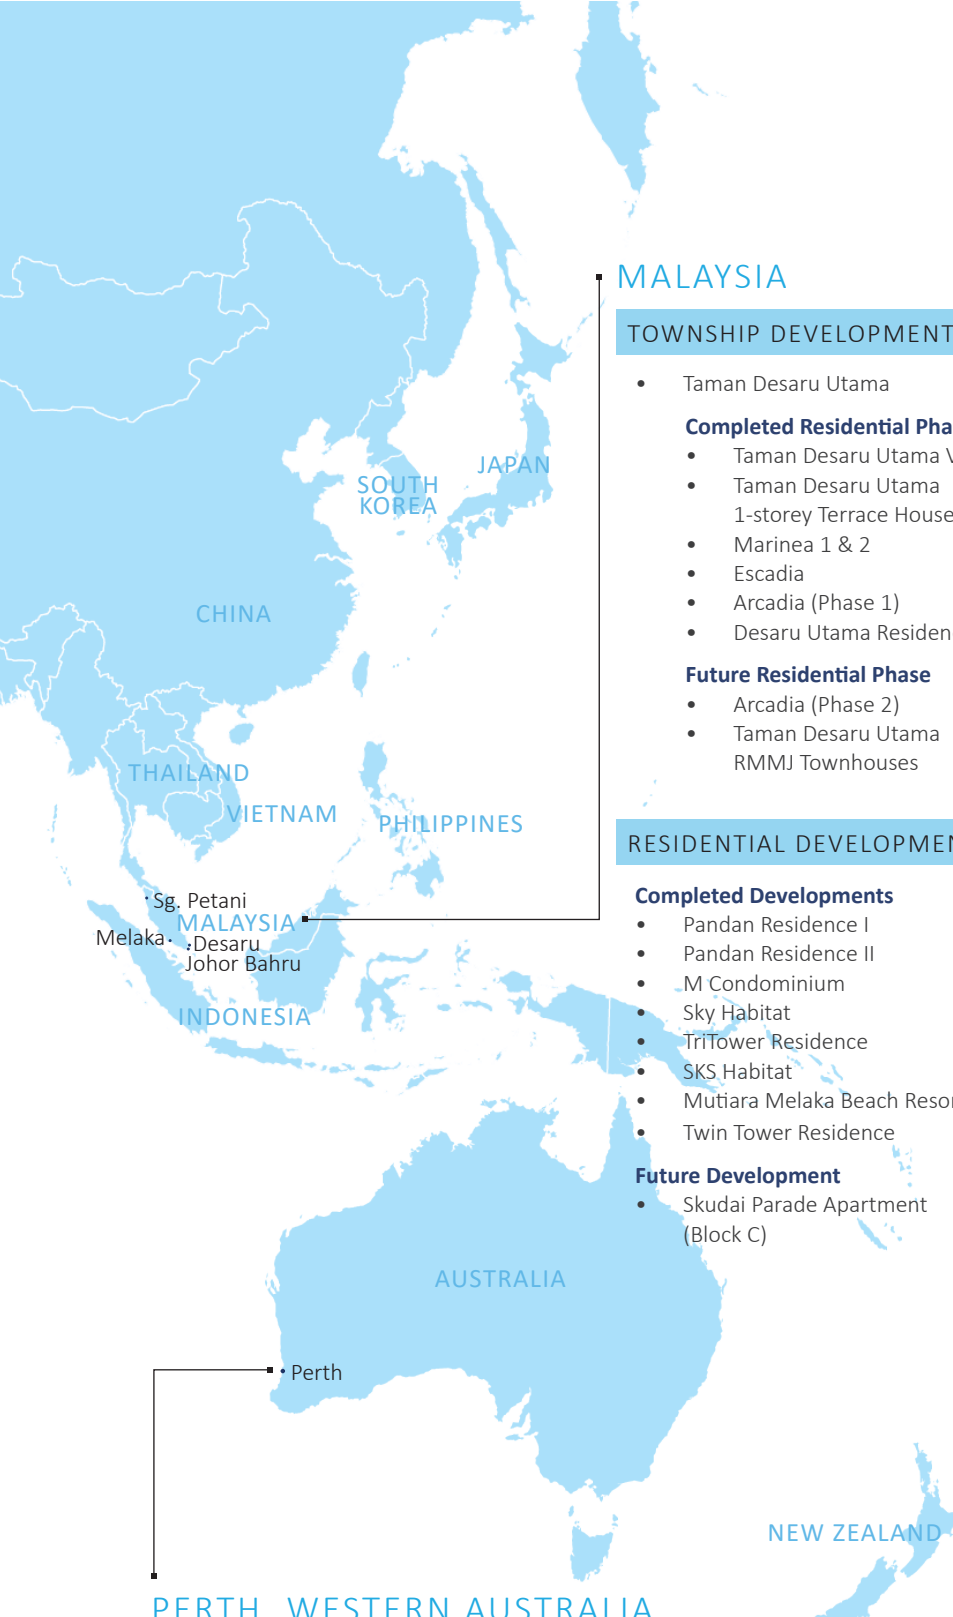 MALAYSIA
TOWNSHIP DEVELOPMENT
• Taman Desaru Utama
Completed Residential Pha
• Taman Desaru Utama V
• Taman Desaru Utama
1-storey Terrace House
• Marinea 1 & 2
• Escadia
• Arcadia (Phase 1)
• Desaru Utama Residen
Future Residential Phase
• Arcadia (Phase 2)
• Taman Desaru Utama
RMMJ Townhouses
RESIDENTIAL DEVELOPMEN
Completed Developments
• Pandan Residence I
• Pandan Residence II
• M Condominium
• Sky Habitat
• TriTower Residence
• SKS Habitat
• Mutiara Melaka Beach Resor
• Twin Tower Residence
Future Development
• Skudai Parade Apartment
(Block C)
JAPAN
SOUTH
KOREA
CHINA
THAILAND
VIETNAM
PHILIPPINES
Sg. Petani
MALAYSIA
Melaka
Desaru
Johor Bahru
INDONESIA
AUSTRALIA
Perth
NEW ZEALAND
PERTH, WESTERN AUSTRALIA